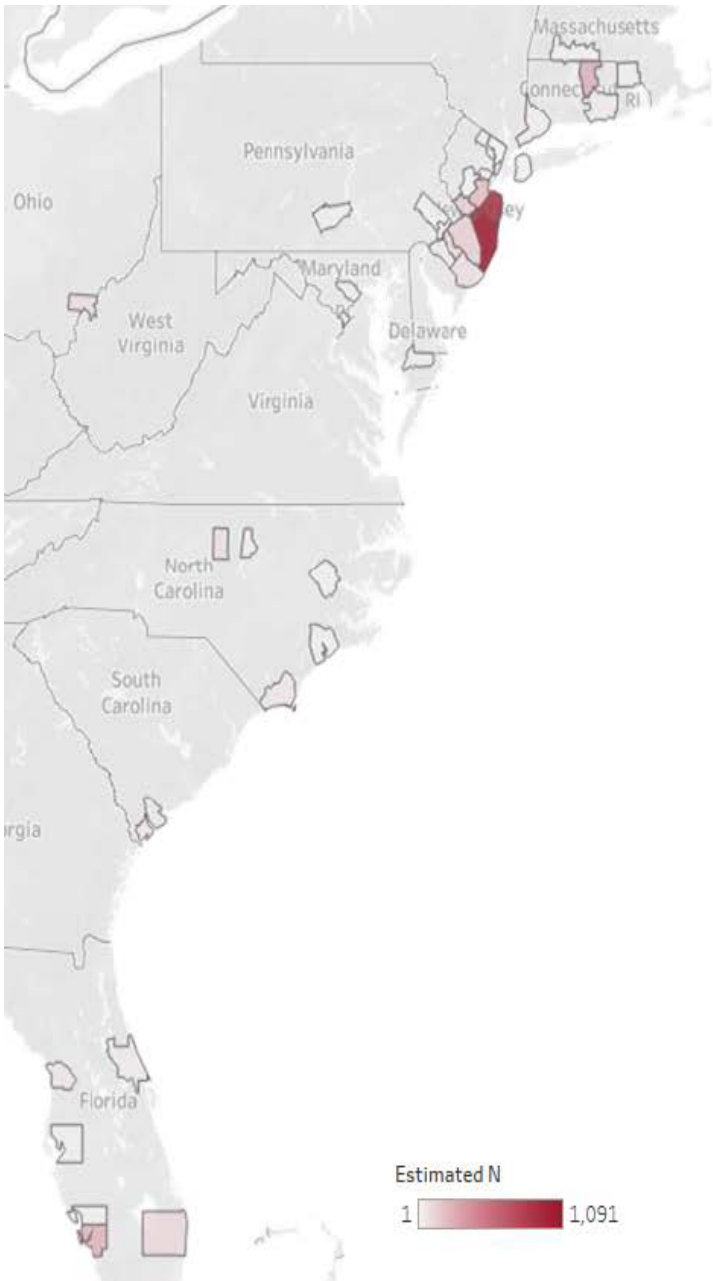 Massachusetts
Connec
RI
Pennsylvania
Ohio
ey
Maryland
West
Virginia
Delaware
Virginia
North
Carolina
South
Carolina
orgia
Florida
Estimated N
1
1,091